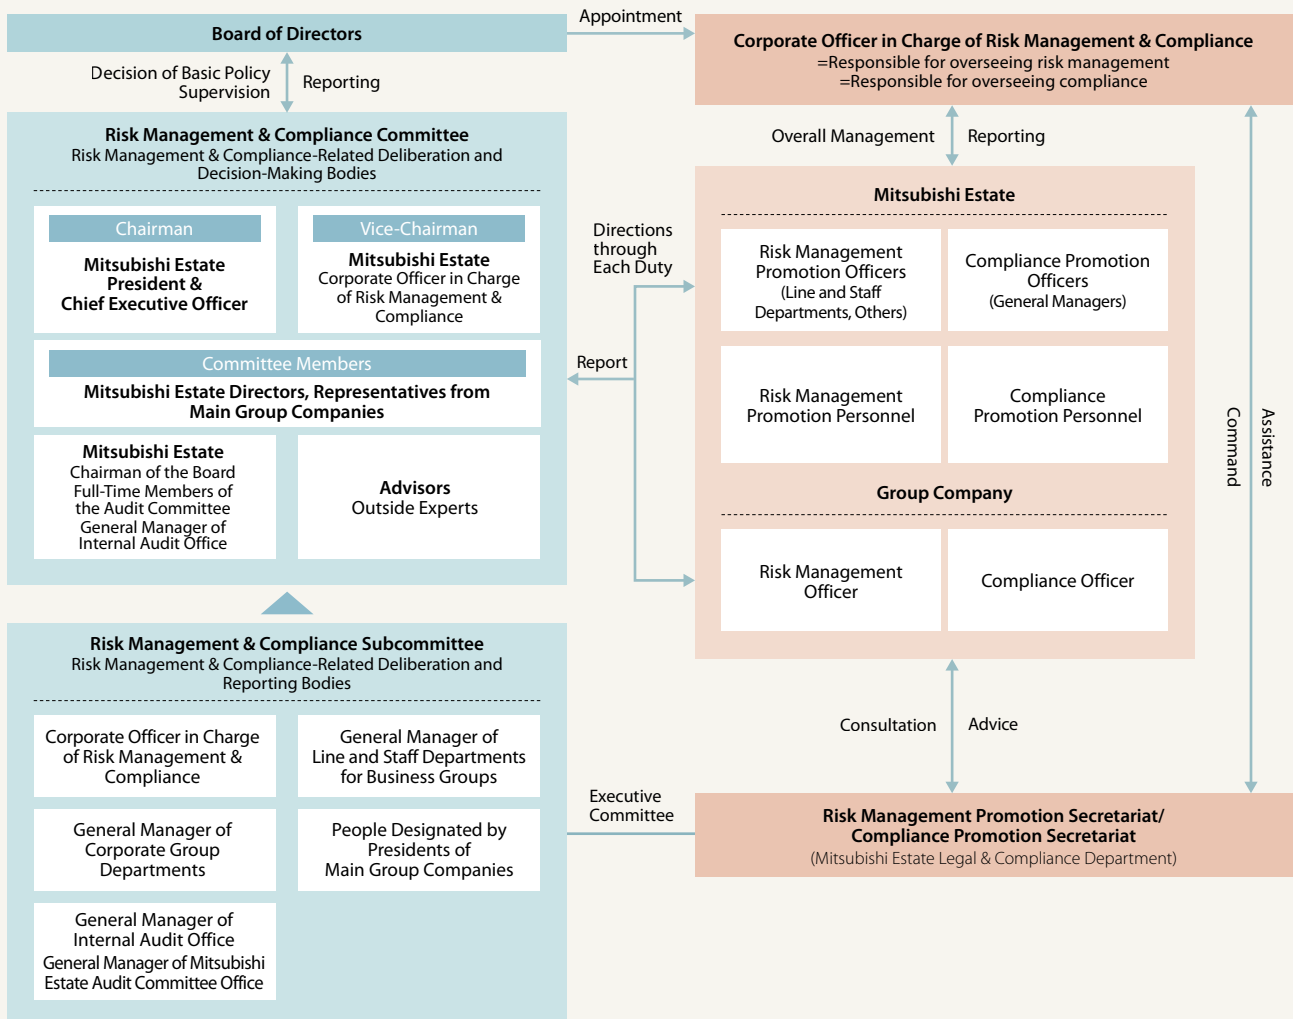 Board of Directors
Appointment
Corporate Officer in Charge of Risk Management & Compliance
=Responsible for overseeing risk management
=Responsible for overseeing compliance
Decision of Basic Policy
Supervision
Reporting
Risk Management & Compliance Committee
Risk Management & Compliance-Related Deliberation and
Decision-Making Bodies
Chairman
Mitsubishi Estate
President &
Chief Executive Officer
Vice-Chairman
Mitsubishi Estate
Corporate Officer in Charge
of Risk Management &
Compliance
Committee Members
Mitsubishi Estate Directors, Representatives from
Main Group Companies
Mitsubishi Estate
Chairman of the Board
Full-Time Members of
the Audit Committee
General Manager of
Internal Audit Office
Advisors
Outside Experts
Directions
through
Each Duty
Report
Overall Management
Reporting
Mitsubishi Estate
Risk Management
Promotion Officers
(Line and Staff
Departments, Others)
Compliance Promotion
Officers
(General Managers)
Risk Management
Promotion Personnel
Compliance
Promotion Personnel
Group Company
Risk Management
Officer
Compliance Officer
Command
Assistance
Consultation
Advice
Risk Management & Compliance Subcommittee
Risk Management & Compliance-Related Deliberation and
Reporting Bodies
Corporate Officer in Charge
of Risk Management &
Compliance
General Manager of
Line and Staff Departments
for Business Groups
General Manager of
Corporate Group
Departments
People Designated by
Presidents of
Main Group Companies
General Manager of
Internal Audit Office
General Manager of Mitsubishi
Estate Audit Committee Office
Executive
Committee
Risk Management Promotion Secretariat/
Compliance Promotion Secretariat
(Mitsubishi Estate Legal & Compliance Department)